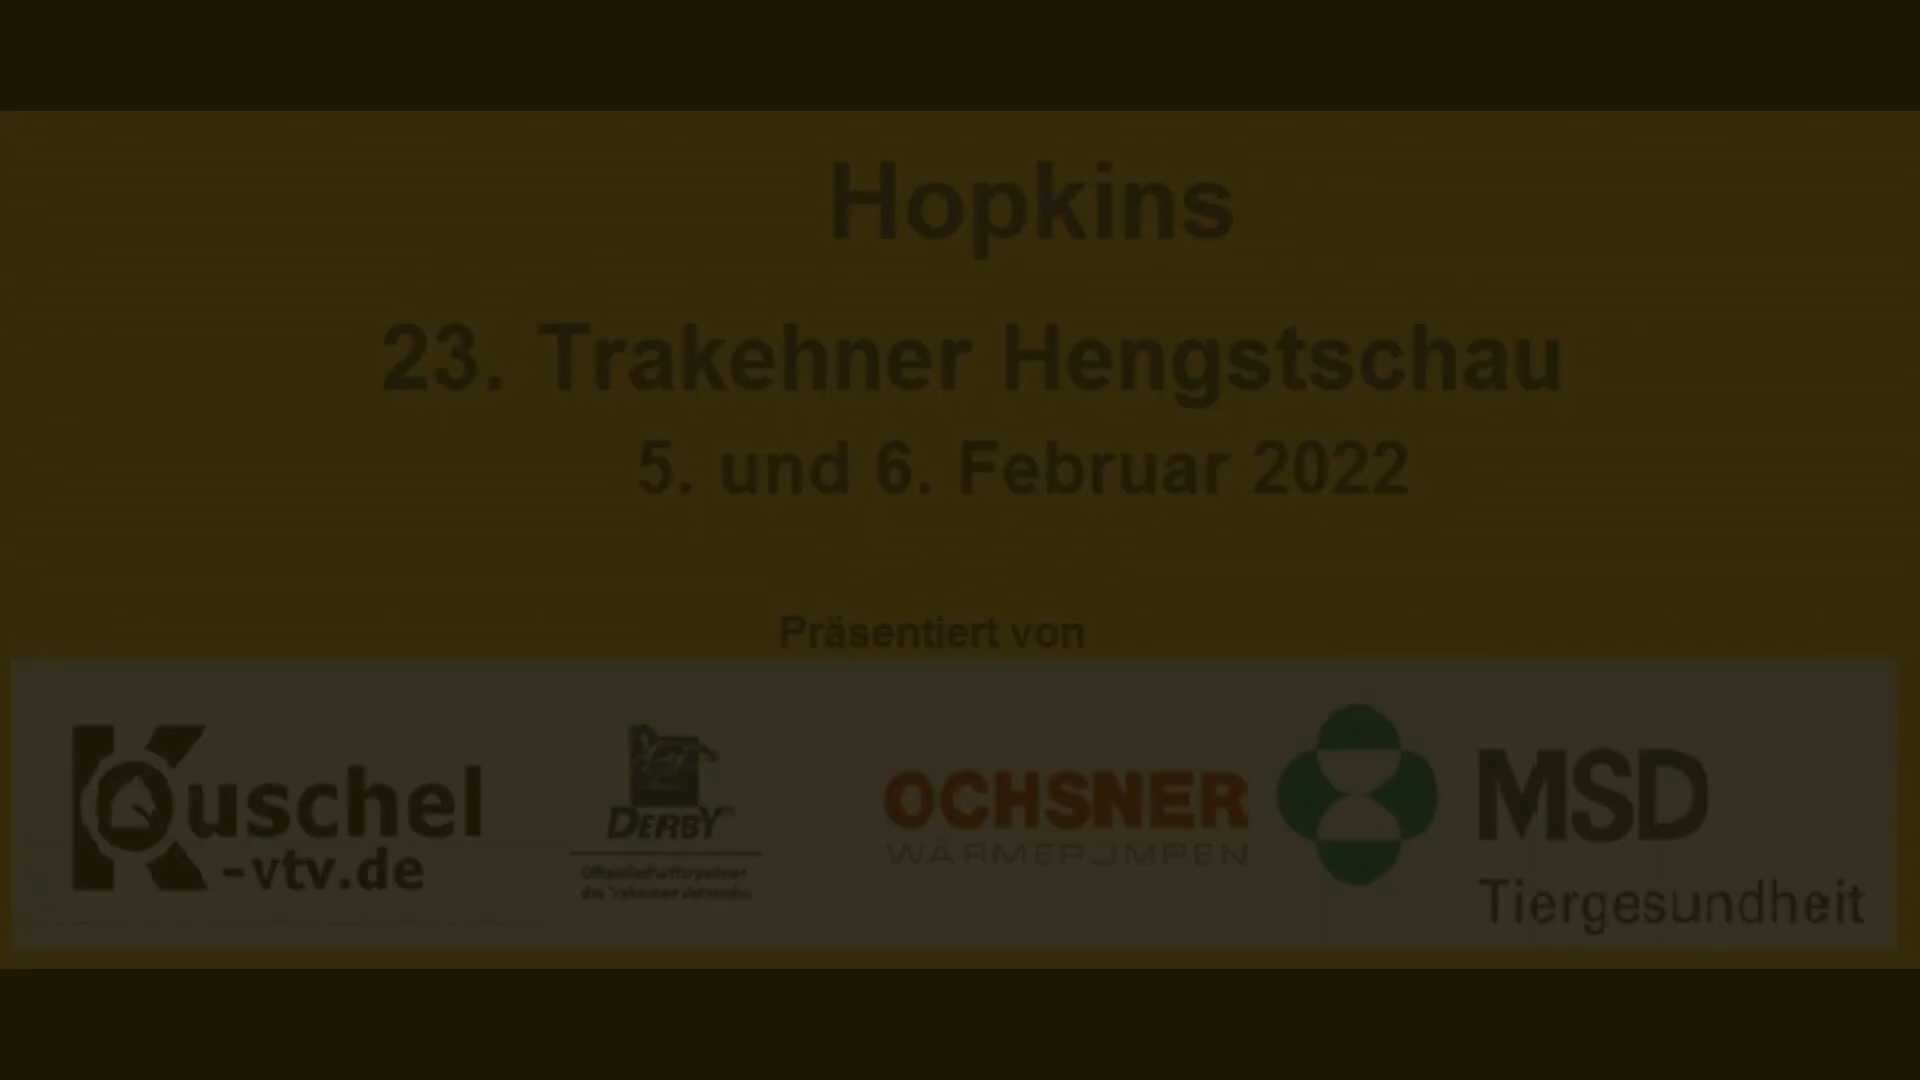 Hopkins
23. Trakehner Hengstschau
5. und 6. Februar 2022
Präsentiert von
Kuschel
-vtv.de
DERBY
OCHSNER
WÄRMEPUMPEN
MSD
Tiergesundheit